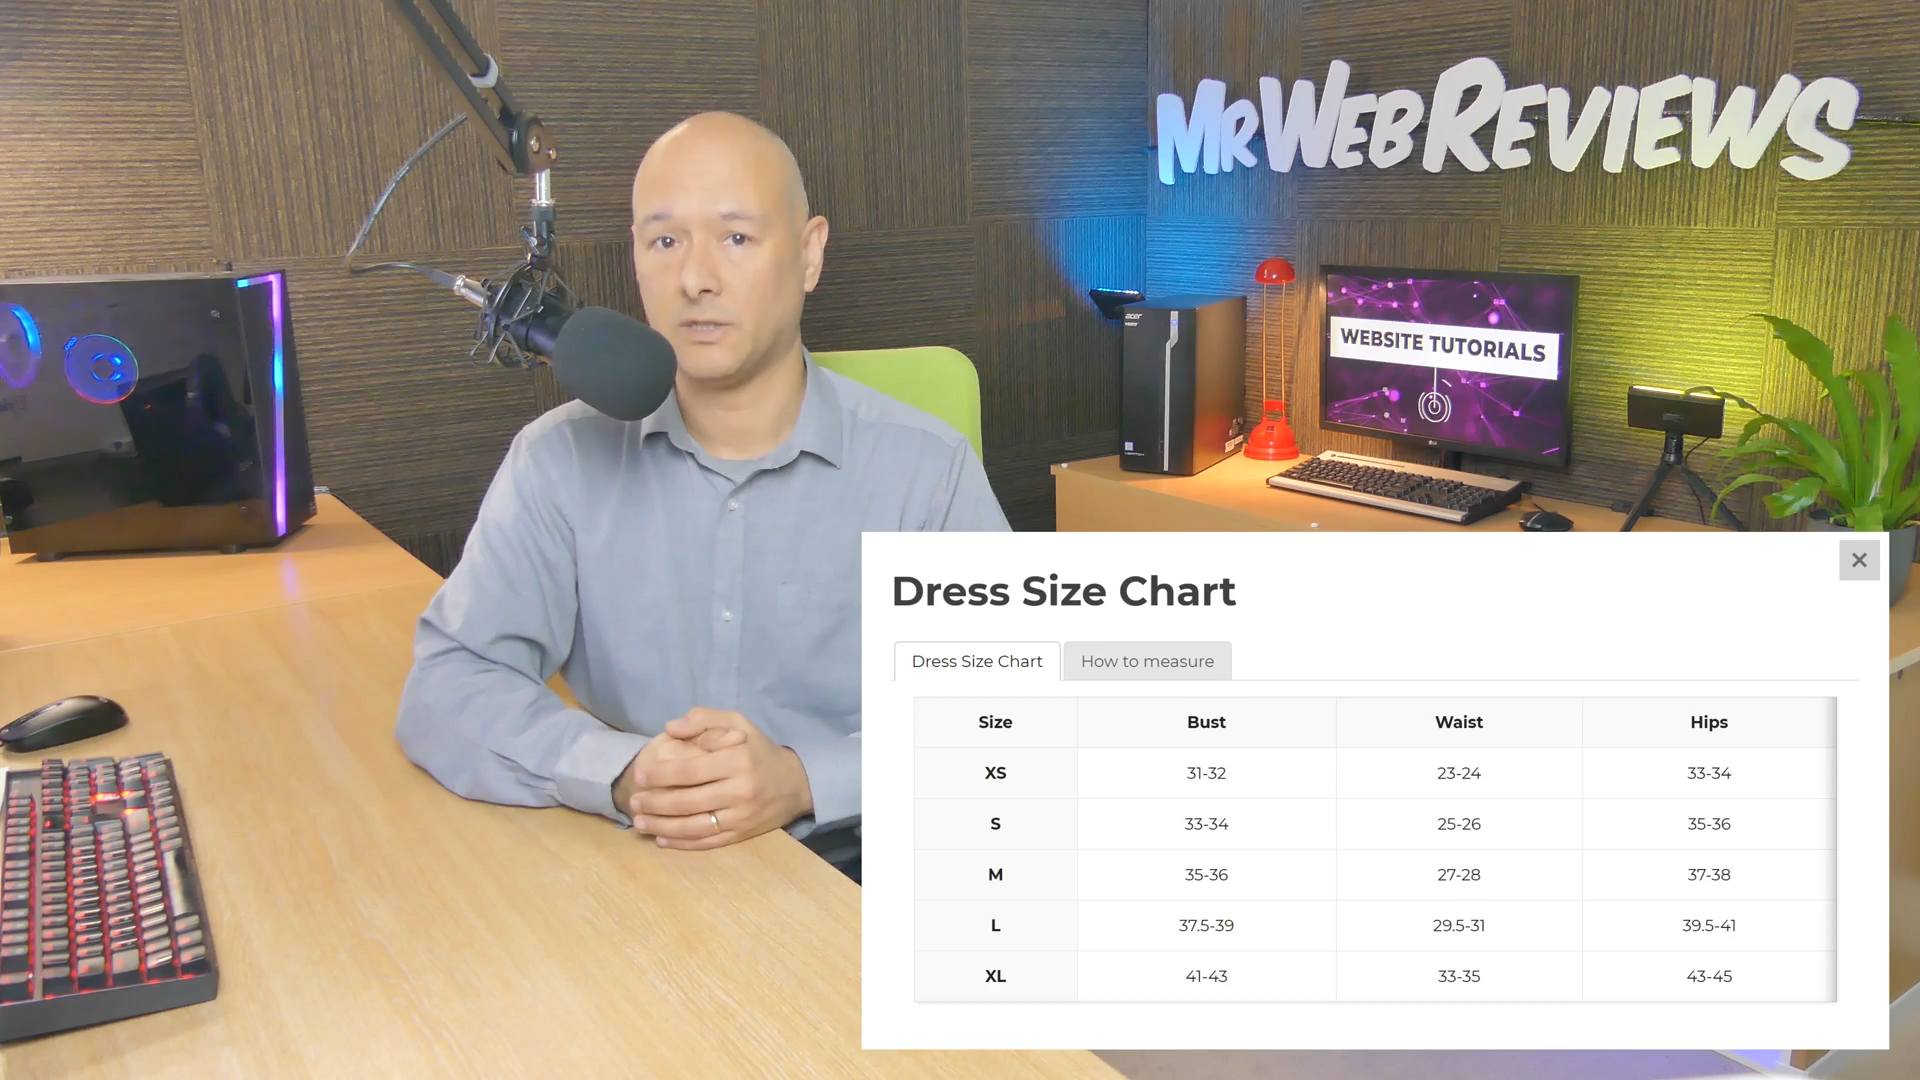 MRWEBREVIEWS
acer
WEBSITE TUTORIALS
LG
Dress Size Chart
Dress Size Chart How to measure
Size Bust Waist Hips
XS 31-32 23-24 33-34
S 33-34 25-26 35-36
M 35-36 27-28 37-38
L 37.5-39 29.5-31 39.5-41
XL 41-43 33-35 43-45